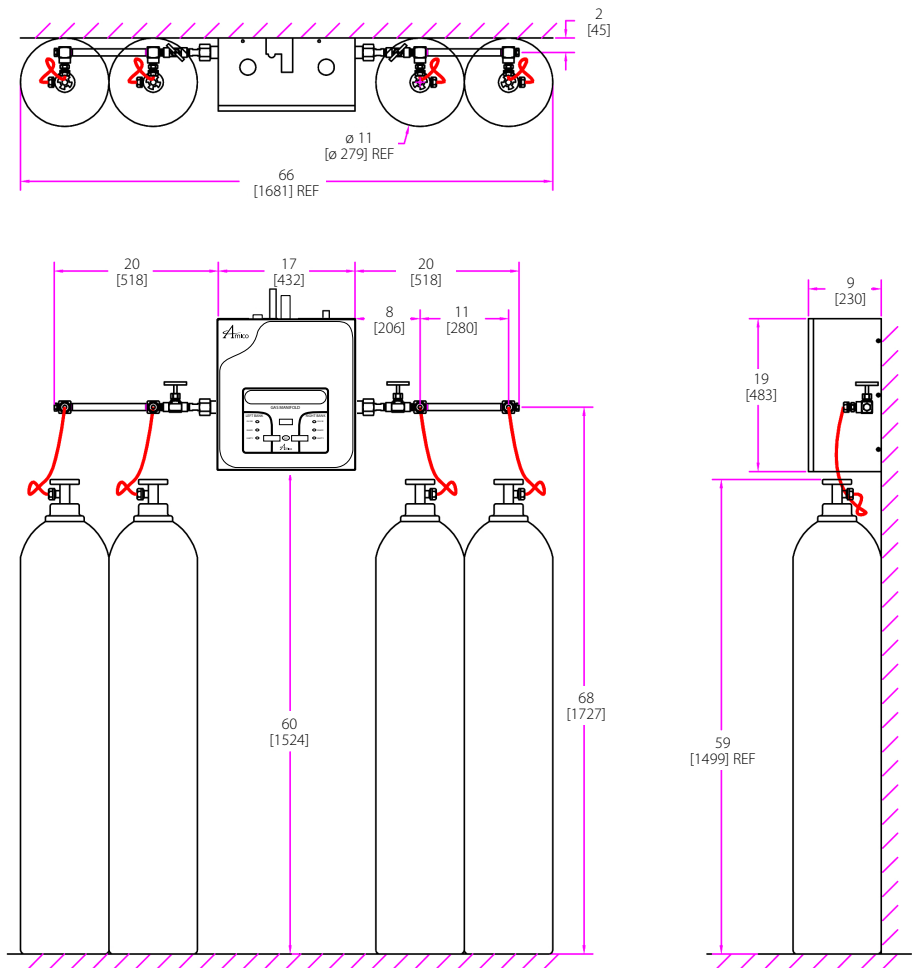 2
[45]
ø 11
[ø 279] REF
66
[1681] REF
20
[518]
17
[432]
20
[518]
9
[230]
8
[206]
11
[280]
Amico
19
[483]
GAS MANIFOLD
LEFT BANK
RIGHT BANK
Amico
68
[1727]
60
[1524]
59
[1499] REF